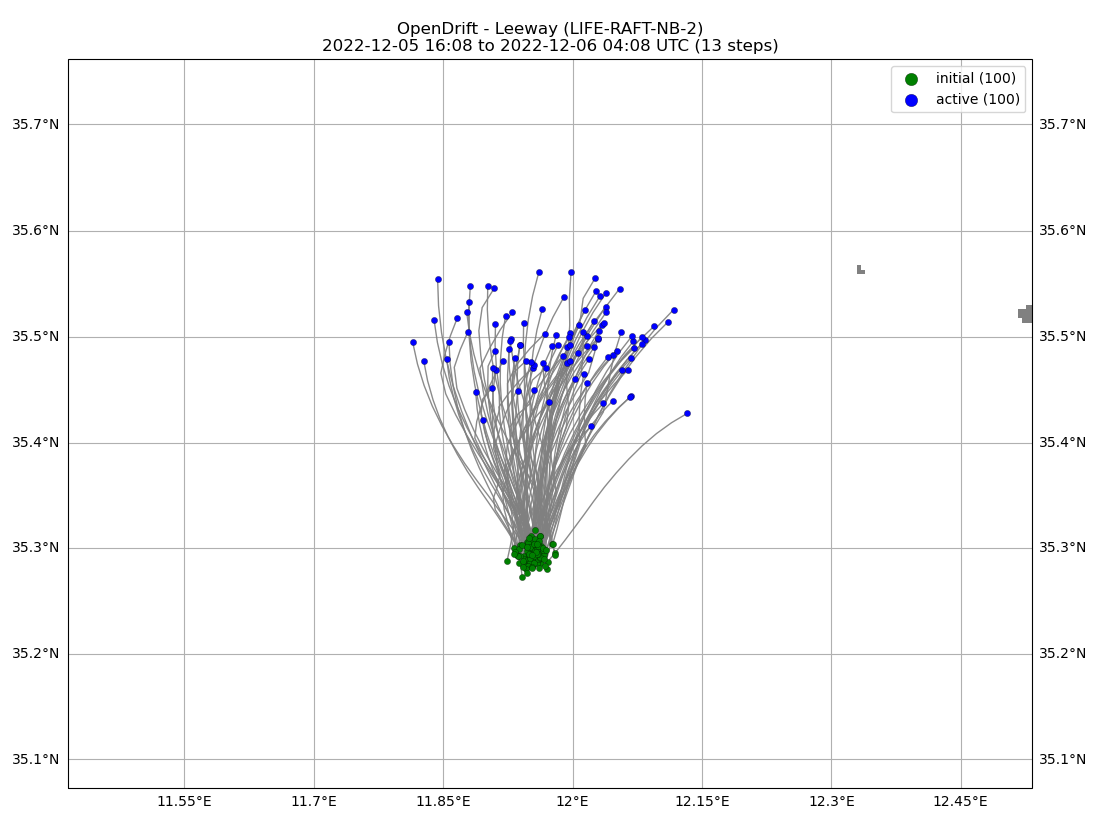 OpenDrift - Leeway (LIFE-RAFT-NB-2)
2022-12-05 16:08 to 2022-12-06 04:08 UTC (13 steps)
initial (100)
active (100)
35.7°N 35.7°N
35.6°N 35.6°N
35.5°N 35.5°N
35.4°N 35.4°N
35.3°N 35.3°N
35.2°N 35.2°N
35.1°N 35.1°N
11.55°E 11.7°E 11.85°E 12°E 12.15°E 12.3°E 12.45°E